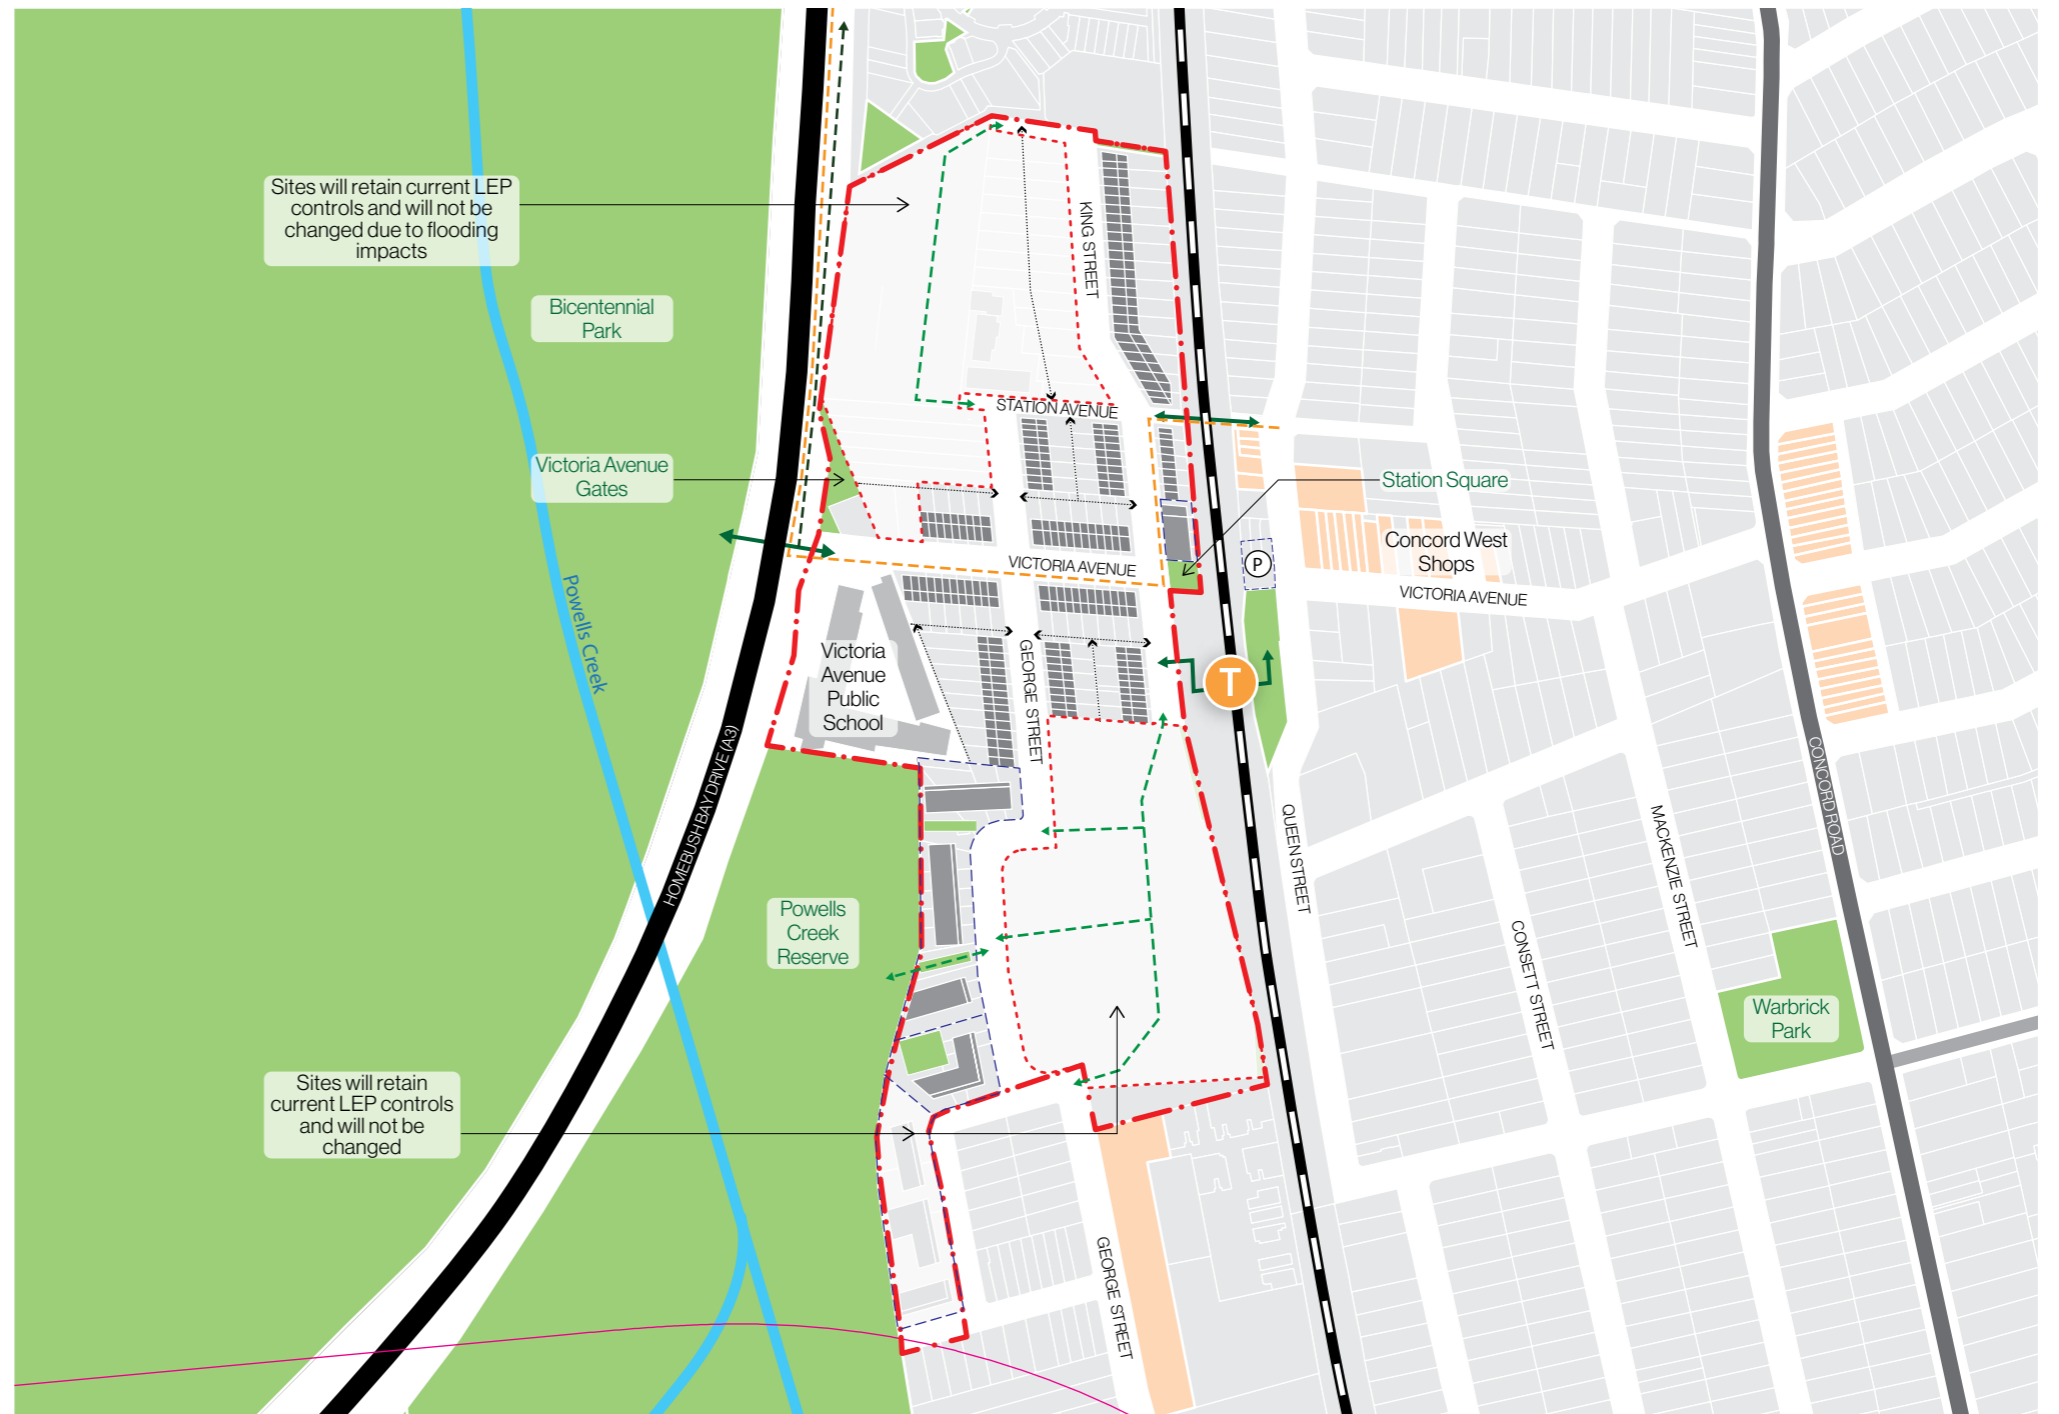 Sites will retain current LEP
controls and will not be
changed due to flooding
impacts
KING STREET
Bicentennial
Park
STATION AVENUE
Victoria Avenue
Gates
Station Square
Concord West
Shops
P
VICTORIA AVENUE
VICTORIA AVENUE
Powells Creek
Victoria
Avenue
Public
School
GEORGE STREET
T
HOMEBUSH BAY DRIVE (A3)
CONCORD ROAD
QUEEN STREET
MACKENZIE STREET
Powells
Creek
Reserve
CONSETT STREET
Warbrick
Park
Sites will retain
current LEP controls
and will not be
changed
GEORGE STREET